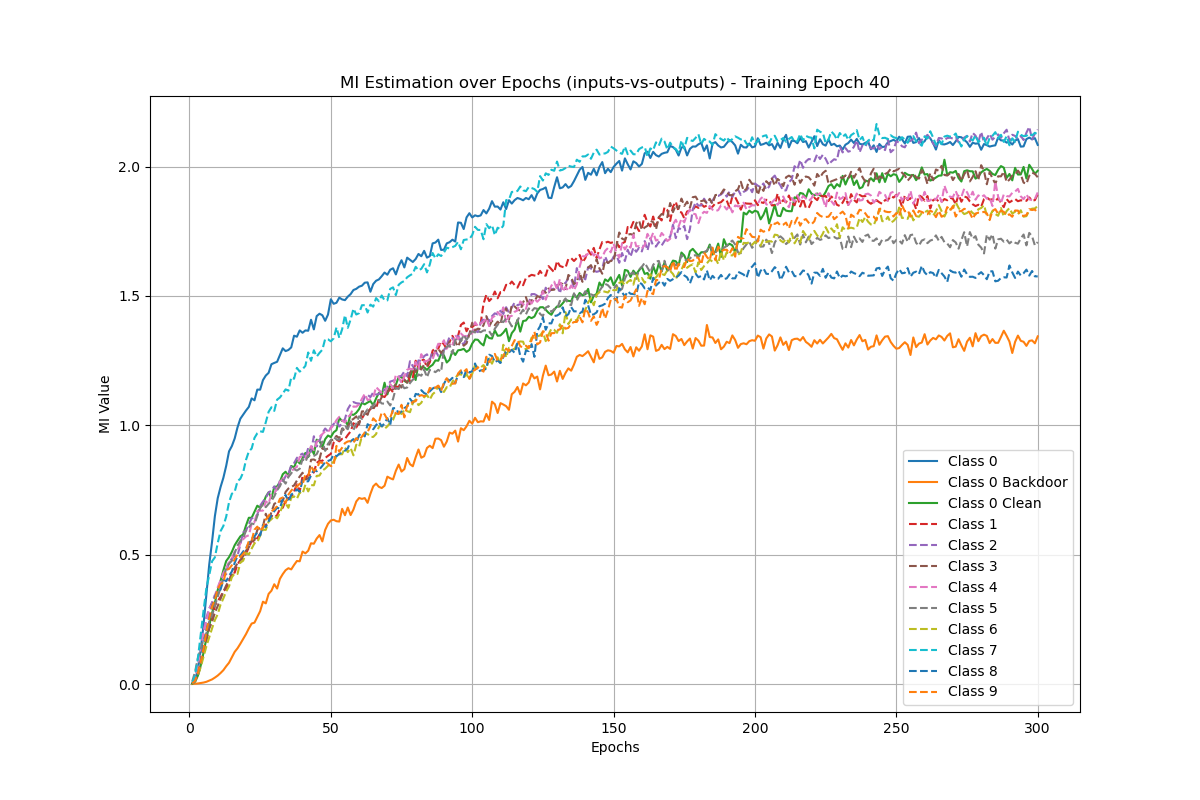 MI Estimation over Epochs (inputs-vs-outputs) - Training Epoch 40
MI Value
2.0
1.5
1.0
0.5
0.0
Class 0
Class 0 Backdoor
Class 0 Clean
Class 1
Class 2
Class 3
Class 4
Class 5
Class 6
Class 7
Class 8
Class 9
0 50 100 150 200 250 300
Epochs